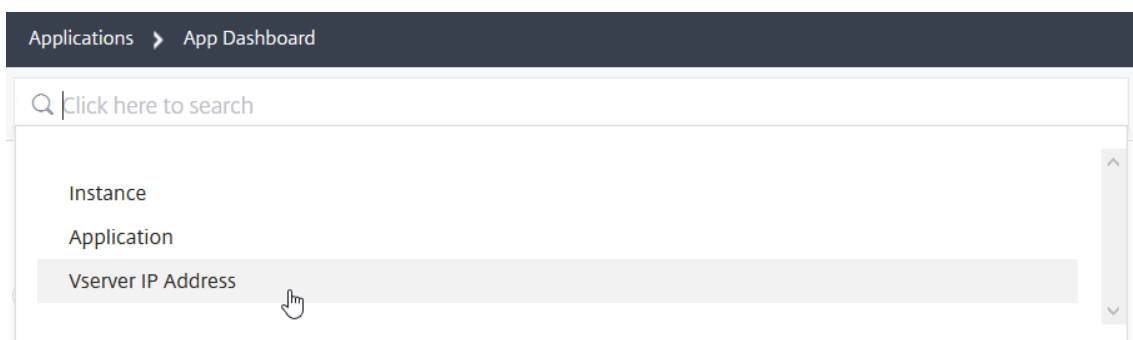 Applications > App Dashboard
Click here to search
Instance
Application
Vserver IP Address